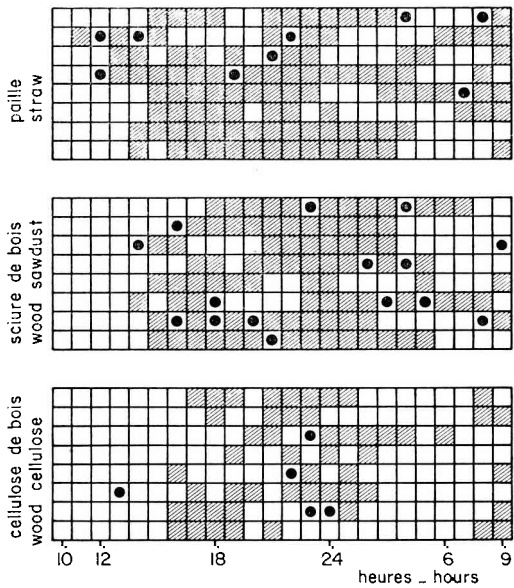 paille
straw
sciure de bois
wood sawdust
cellulose de bois
wood cellulose
10 12 18 24 6 9
heures _ hours